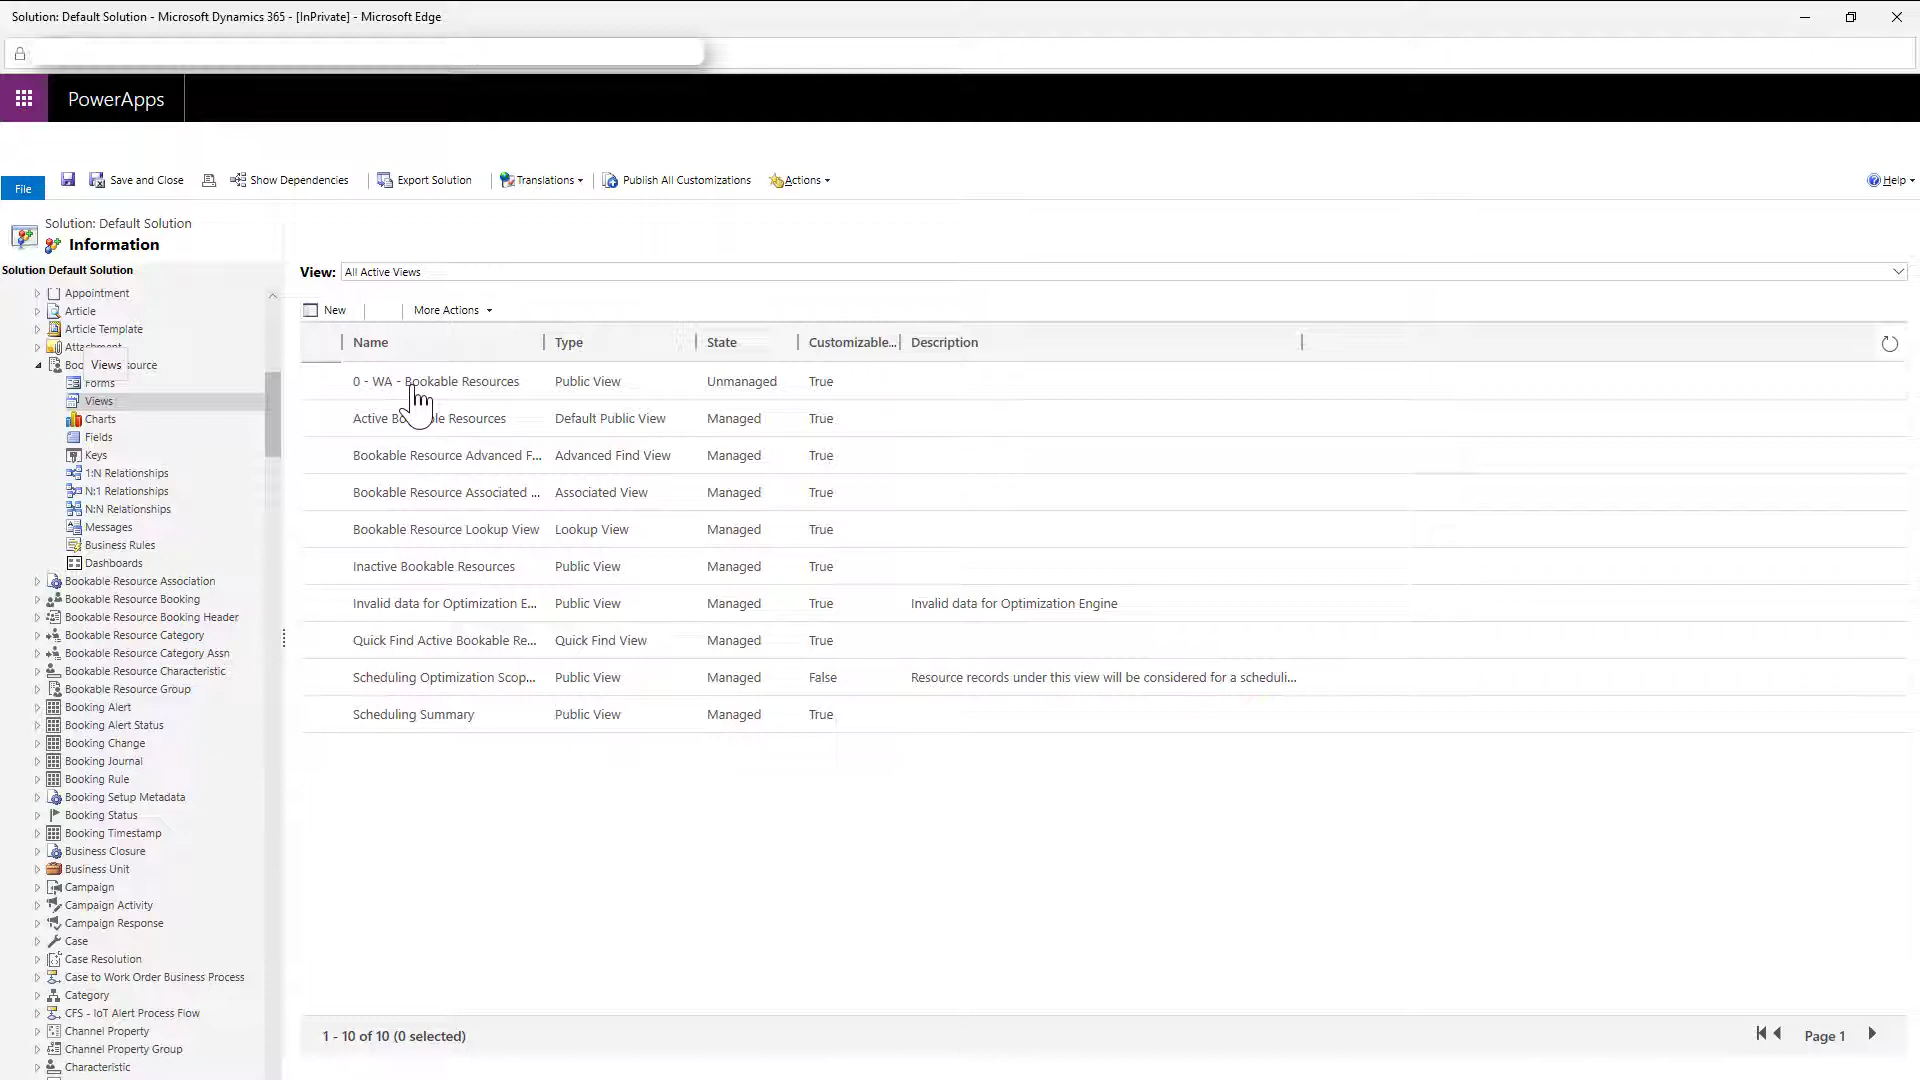 Solution: Default Solution - Microsoft Dynamics 365 - [InPrivate] - Microsoft Edge
PowerApps
File
Save and Close
Show Dependencies
Export Solution
Translations
Publish All Customizations
Actions
Help
Solution: Default Solution
Information
Solution Default Solution
Appointment
Article
Article Template
Views
Forms
Views
Charts
Fields
Keys
1:N Relationships
N:1 Relationships
N:N Relationships
Messages
Business Rules
Dashboards
Bookable Resource Association
Bookable Resource Booking
Bookable Resource Booking Header
Bookable Resource Category
Bookable Resource Category Assn
Bookable Resource Characteristic
Bookable Resource Group
Booking Alert
Booking Alert Status
Booking Change
Booking Journal
Booking Rule
Booking Setup Metadata
Booking Status
Booking Timestamp
Business Closure
Business Unit
Campaign
Campaign Activity
Campaign Response
Case
Case Resolution
Case to Work Order Business Process
Category
CFS - IoT Alert Process Flow
Channel Property
Channel Property Group
Characteristic
View: All Active Views
New More Actions
Name Type State Customizable... Description
0 - WA - Bookable Resources Public View Unmanaged True
Active Bookable Resources Default Public View Managed True
Bookable Resource Advanced F... Advanced Find View Managed True
Bookable Resource Associated ... Associated View Managed True
Bookable Resource Lookup View Lookup View Managed True
Inactive Bookable Resources Public View Managed True
Invalid data for Optimization E... Public View Managed True Invalid data for Optimization Engine
Quick Find Active Bookable Re... Quick Find View Managed True
Scheduling Optimization Scop... Public View Managed False Resource records under this view will be considered for a scheduli...
Scheduling Summary Public View Managed True
1 - 10 of 10 (0 selected)
Page 1